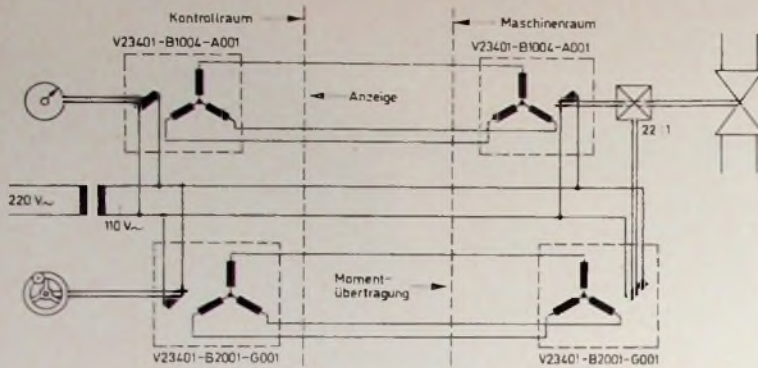 Kontrollraum
Maschinenraum
V23401-B1004-A001
V23401-B1004-A001
Anzeige
22:1
220 V~
110 V~
Moment-
übertragung
V23401-B2001-G001
V23401-B2001-G001